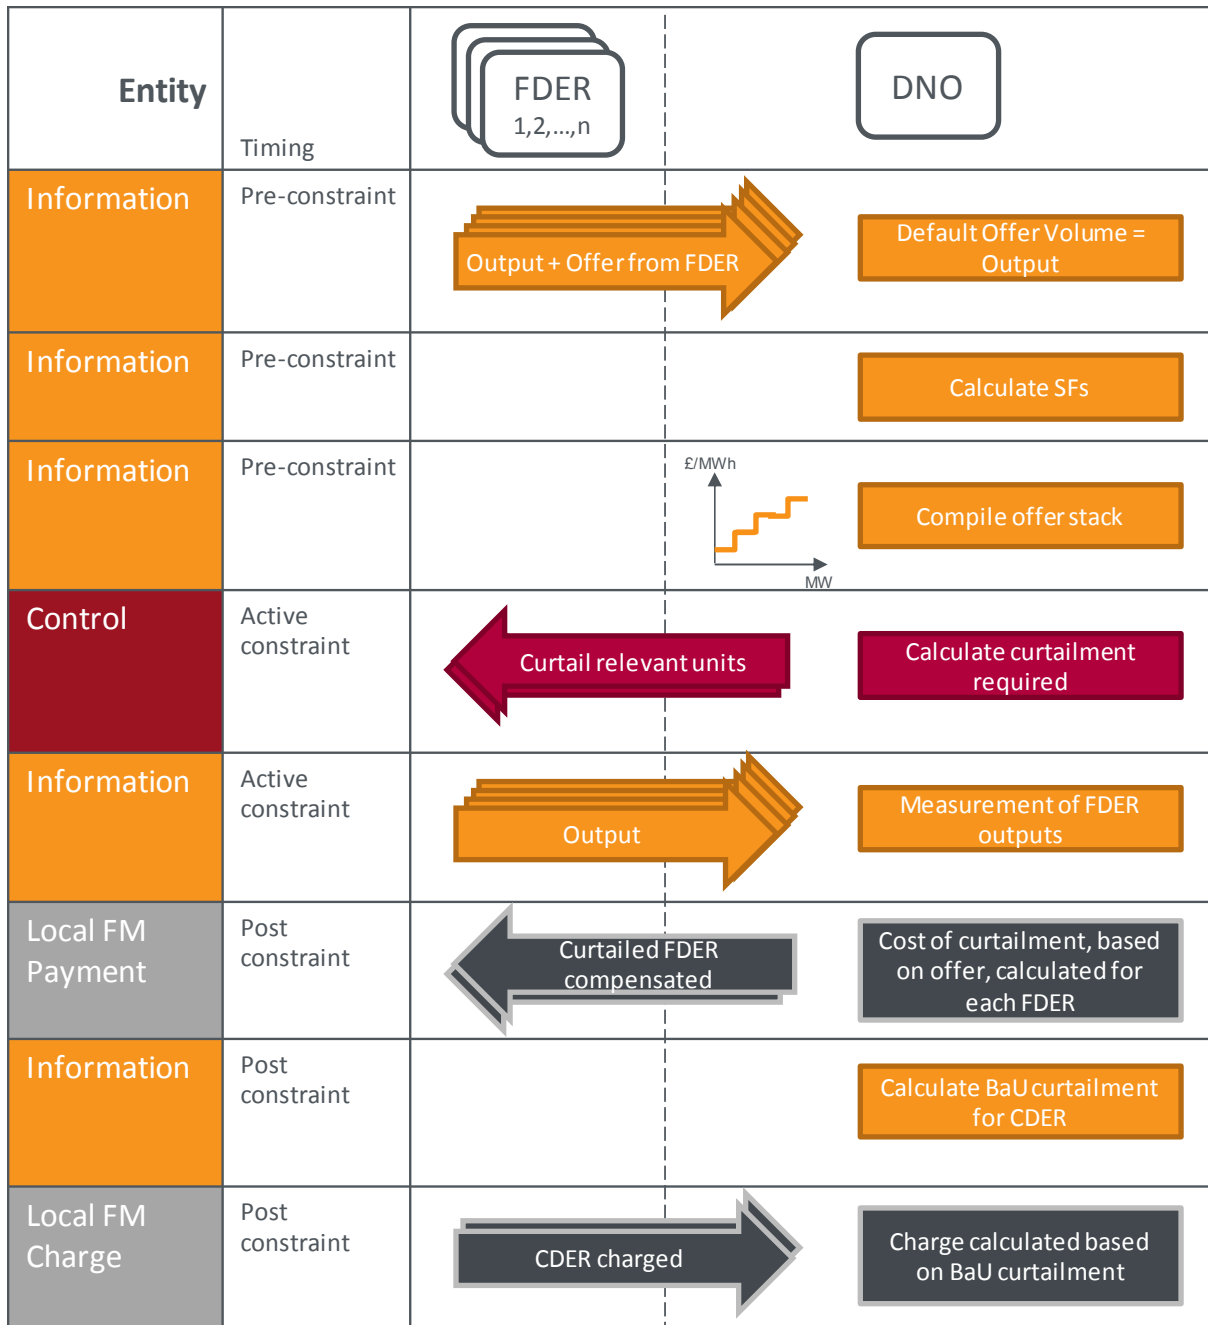 Entity
Timing
FDER
1,2,...,n
DNO
Information
Pre-constraint
Output + Offer from FDER
Default Offer Volume =
Output
Information
Pre-constraint
Calculate SFs
Information
Pre-constraint
£/MWh
MW
Compile offer stack
Control
Active
constraint
Curtail relevant units
Calculate curtailment
required
Information
Active
constraint
Output
Measurement of FDER
outputs
Local FM
Payment
Post
constraint
Curtailed FDER
compensated
Cost of curtailment, based
on offer, calculated for
each FDER
Information
Post
constraint
Calculate BaU curtailment
for CDER
Local FM
Charge
Post
constraint
CDER charged
Charge calculated based
on BaU curtailment